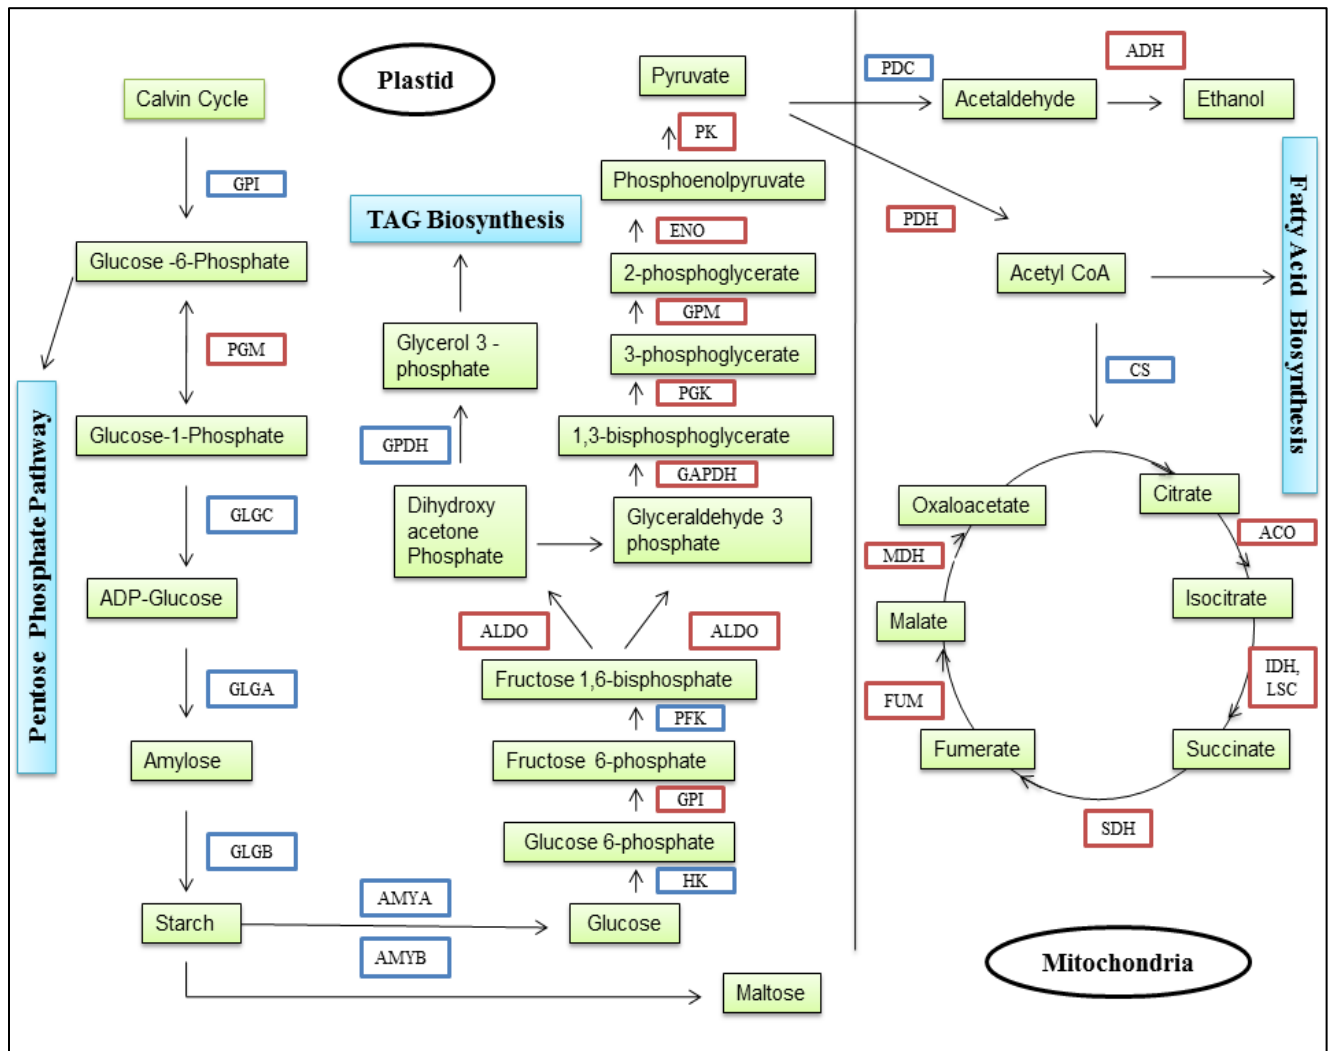 Plastid
Calvin Cycle
GPI
Glucose -6-Phosphate
PGM
Glucose-1-Phosphate
GLGC
ADP-Glucose
GLGA
Amylose
GLGB
Starch
Pentose Phosphate Pathway
AMYA
AMYB
Maltose
Glucose
HK
Glucose 6-phosphate
GPI
Fructose 6-phosphate
PFK
Fructose 1,6-bisphosphate
ALDO
ALDO
Dihydroxy
acetone
Phosphate
Glyceraldehyde 3
phosphate
GPDH
Glycerol 3 -
phosphate
TAG Biosynthesis
GAPDH
1,3-bisphosphoglycerate
PGK
3-phosphoglycerate
GPM
2-phosphoglycerate
ENO
Phosphoenolpyruvate
PK
Pyruvate
PDC
Acetaldehyde
ADH
Ethanol
PDH
Acetyl CoA
Fatty Acid Biosynthesis
CS
Oxaloacetate
Citrate
ACO
Isocitrate
IDH,
LSC
Succinate
SDH
Fumerate
FUM
Malate
MDH
Mitochondria